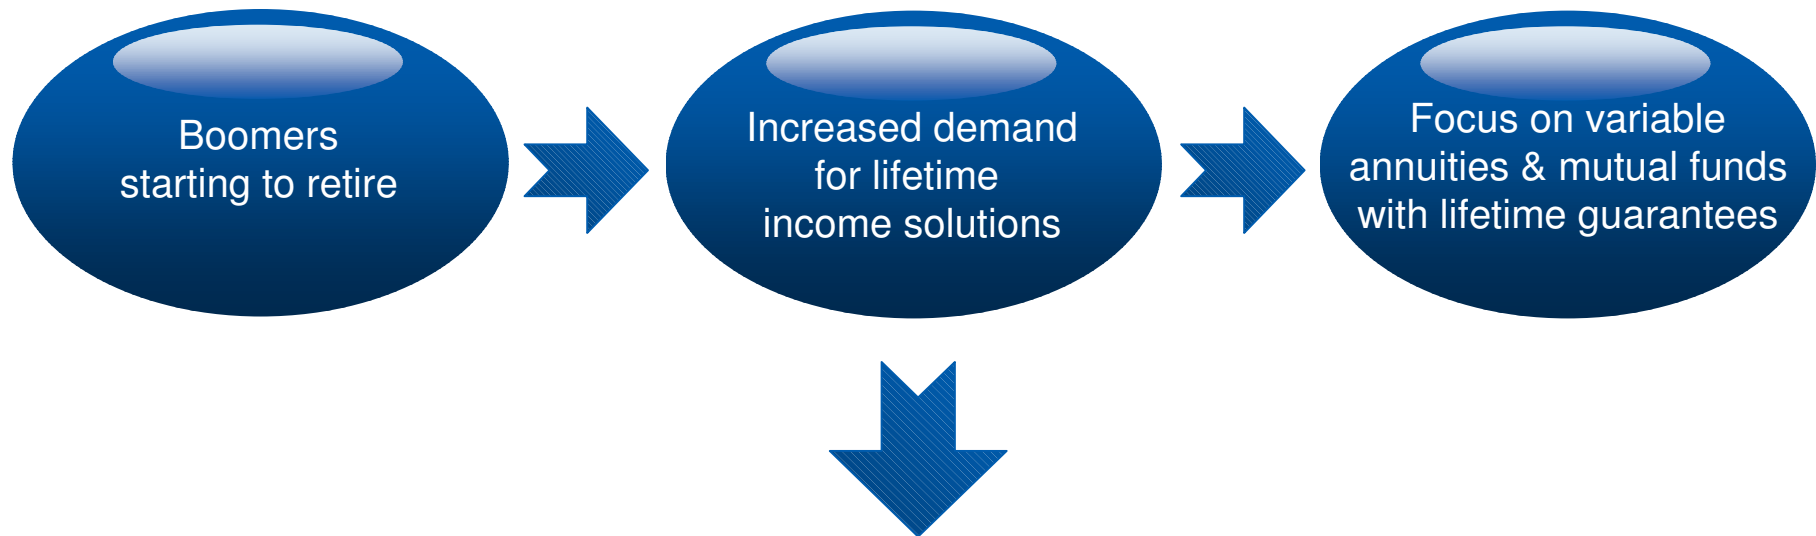 Boomers
starting to retire
Increased demand
for lifetime
income solutions
Focus on variable
annuities & mutual funds
with lifetime guarantees